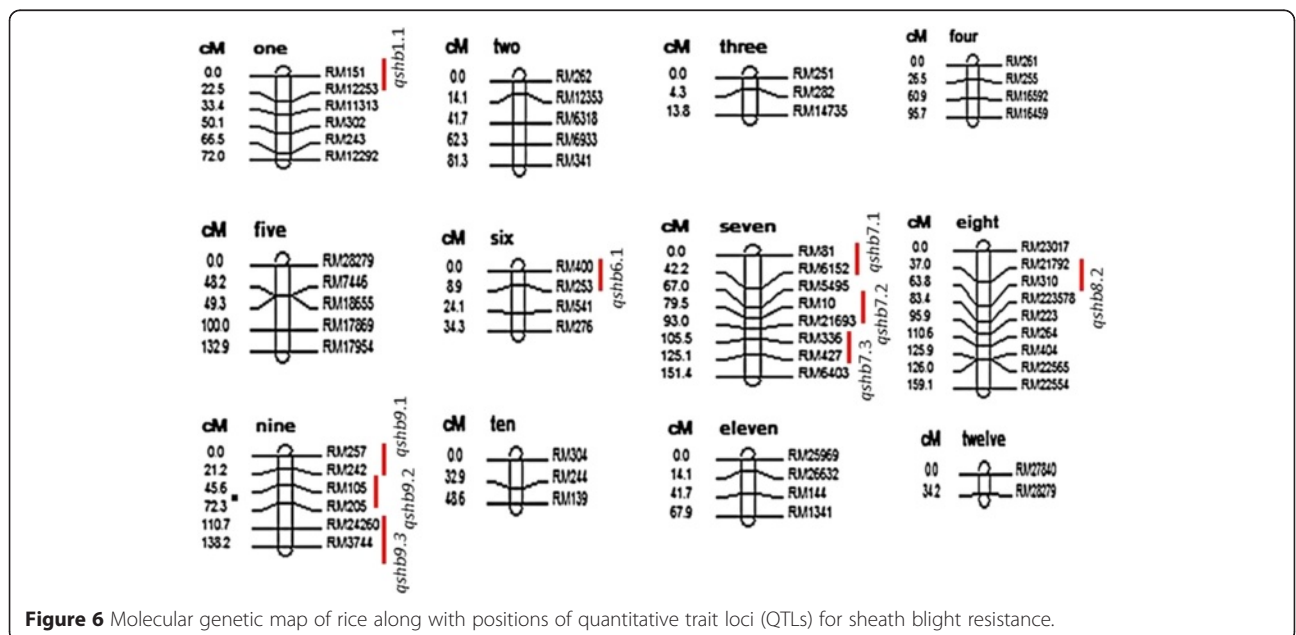 cM one
0.0 RM151
22.5 RM12253
33.4 RM11313
50.1 RM302
66.5 RM243
72.0 RM12292
qshb1.1
cM two
0.0 RM262
14.1 RM12353
41.7 RM6318
62.3 RM6933
81.3 RM341
cM three
0.0 RM251
4.3 RM282
13.8 RM14735
cM four
0.0 RM261
26.5 RM255
60.9 RM16592
95.7 RM16459
cM five
0.0 RM28279
48.2 RM7446
49.3 RM18655
100.0 RM17869
132.9 RM17954
cM six
0.0 RM400
8.9 RM253
24.1 RM541
34.3 RM276
qshb6.1
cM seven
0.0 RM81
42.2 RM6152
67.0 RM5495
79.5 RM10
93.0 RM21693
105.5 RM336
125.1 RM427
151.4 RM6403
qshb7.1
qshb7.2
qshb7.3
cM eight
0.0 RM23017
37.0 RM21792
63.8 RM310
83.4 RM223578
95.9 RM223
110.6 RM264
125.9 RM404
126.0 RM22565
159.1 RM22554
qshb8.2
cM nine
0.0 RM257
21.2 RM242
45.6 RM105
72.3 RM205
110.7 RM24260
138.2 RM3744
qshb9.1
qshb9.2
qshb9.3
cM ten
0.0 RM304
32.9 RM244
48.6 RM139
cM eleven
0.0 RM25969
14.1 RM26632
41.7 RM144
67.9 RM1341
cM twelve
0.0 RM27840
34.2 RM28279
Figure 6 Molecular genetic map of rice along with positions of quantitative trait loci (QTLs) for sheath blight resistance.